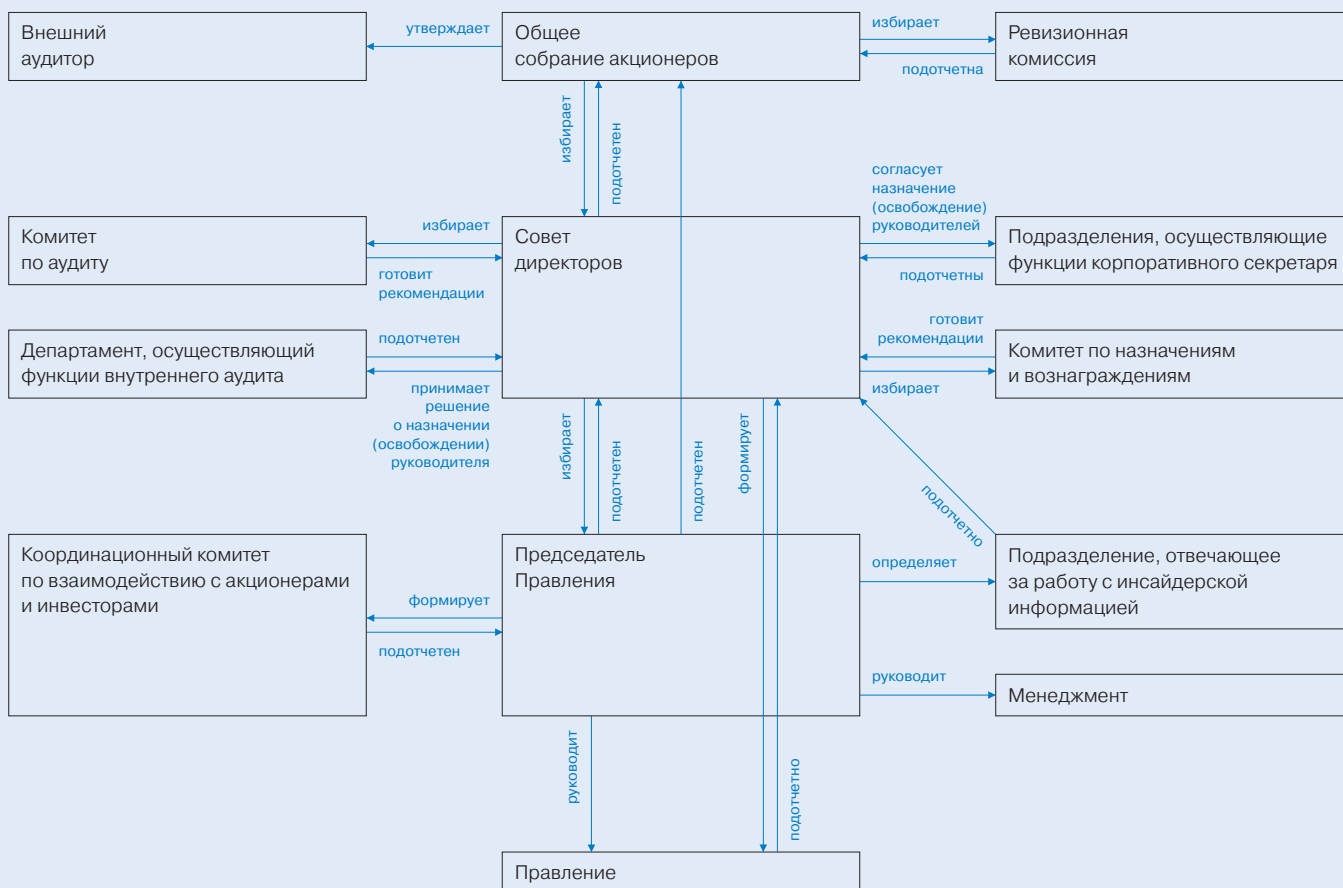 Внешний
аудитор
утверждает
Общее
собрание акционеров
избирает
подотчетна
Ревизионная
комиссия
избирает
подотчетен
Комитет
по аудиту
избирает
готовит
рекомендации
Совет
директоров
согласует
назначение
(освобождение)
руководителей
подотчетны
Подразделения, осуществляющие
функции корпоративного секретаря
Департамент, осуществляющий
функции внутреннего аудита
подотчетен
принимает
решение
о назначении
(освобождении)
руководителя
готовит
рекомендации
избирает
Комитет по назначениям
и вознаграждениям
избирает
подотчетен
подотчетен
формирует
подотчетно
Координационный комитет
по взаимодействию с акционерами
и инвесторами
формирует
подотчетен
Председатель
Правления
определяет
Подразделение, отвечающее
за работу с инсайдерской
информацией
руководит
Менеджмент
руководит
подотчетно
Правление